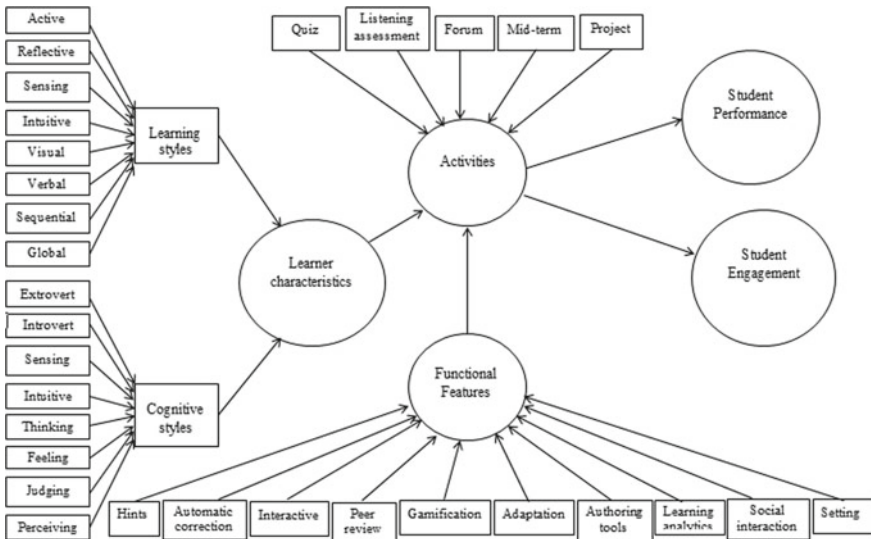 Active
Reflective
Sensing
Intuitive
Visual
Verbal
Sequential
Global
Learning
styles
Extrovert
Introvert
Sensing
Intuitive
Thinking
Feeling
Judging
Perceiving
Cognitive
styles
Learner
characteristics
Quiz
Listening
assessment
Forum
Mid-term
Project
Activities
Student
Performance
Student
Engagement
Functional
Features
Hints
Automatic
correction
Interactive
Peer
review
Gamification
Adaptation
Authoring
tools
Learning
analytics
Social
interaction
Setting